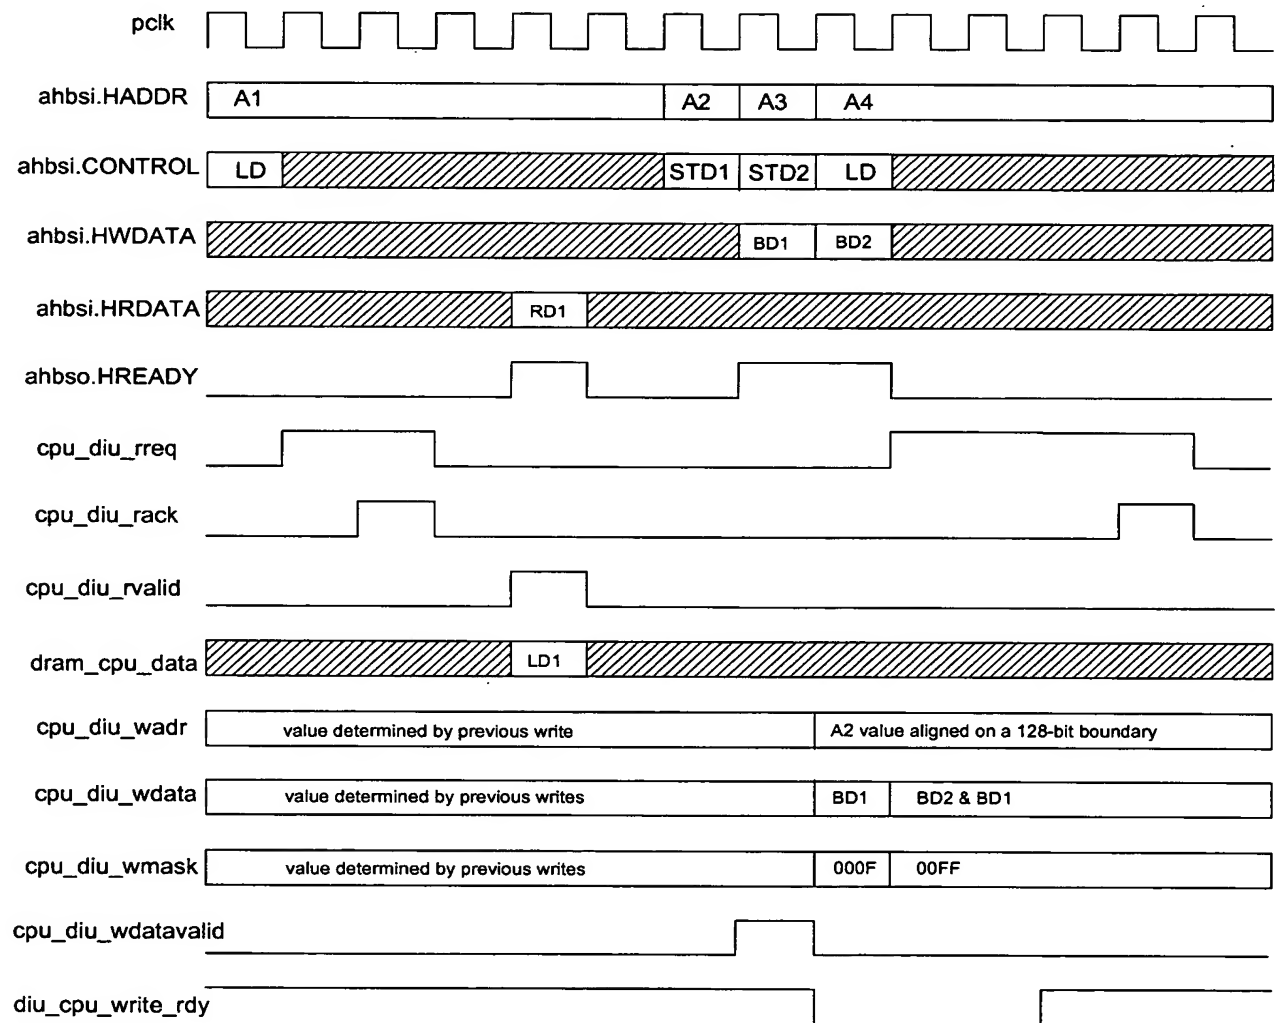 pclk
ahbsi.HADDR A1 A2 A3 A4
ahbsi.CONTROL LD STD1 STD2 LD
ahbsi.HWDATA BD1 BD2
ahbsi.HRDATA RD1
ahbso.HREADY
cpu_diu_rreq
cpu_diu_rack
cpu_diu_rvalid
dram_cpu_data LD1
cpu_diu_wadr value determined by previous write A2 value aligned on a 128-bit boundary
cpu_diu_wdata value determined by previous writes BD1 BD2 & BD1
cpu_diu_wmask value determined by previous writes 000F 00FF
cpu_diu_wdatavalid
diu_cpu_write_rdy